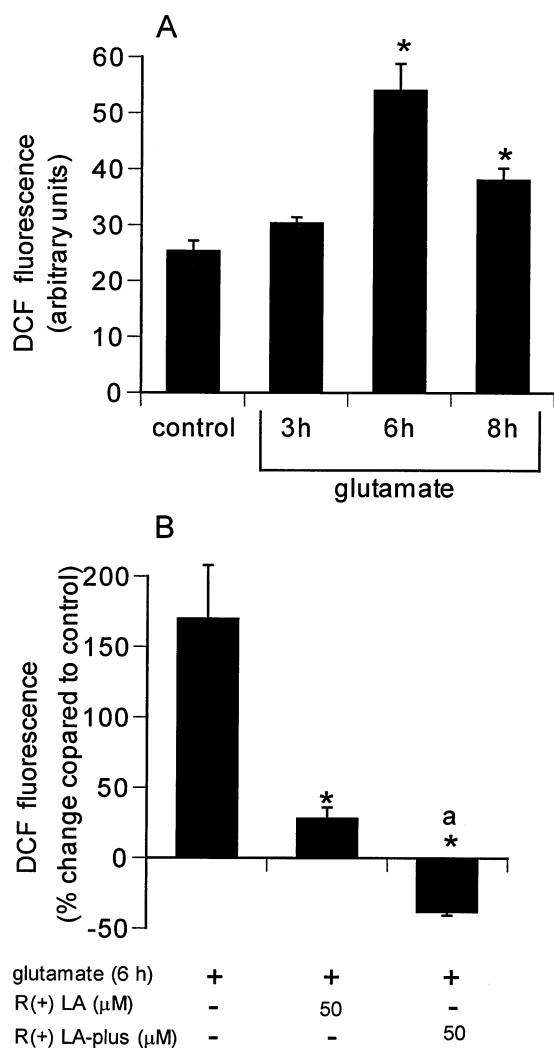 A
DCF fluorescence
(arbitrary units)
60
50
40
30
20
10
0
*
*
control 3h 6h 8h
glutamate
B
DCF fluorescence
(% change copared to control)
200
150
100
50
0
-50
*
a
*
glutamate (6 h) + + +
R(+) LA (μM) - 50 -
R(+) LA-plus (μM) - - 50